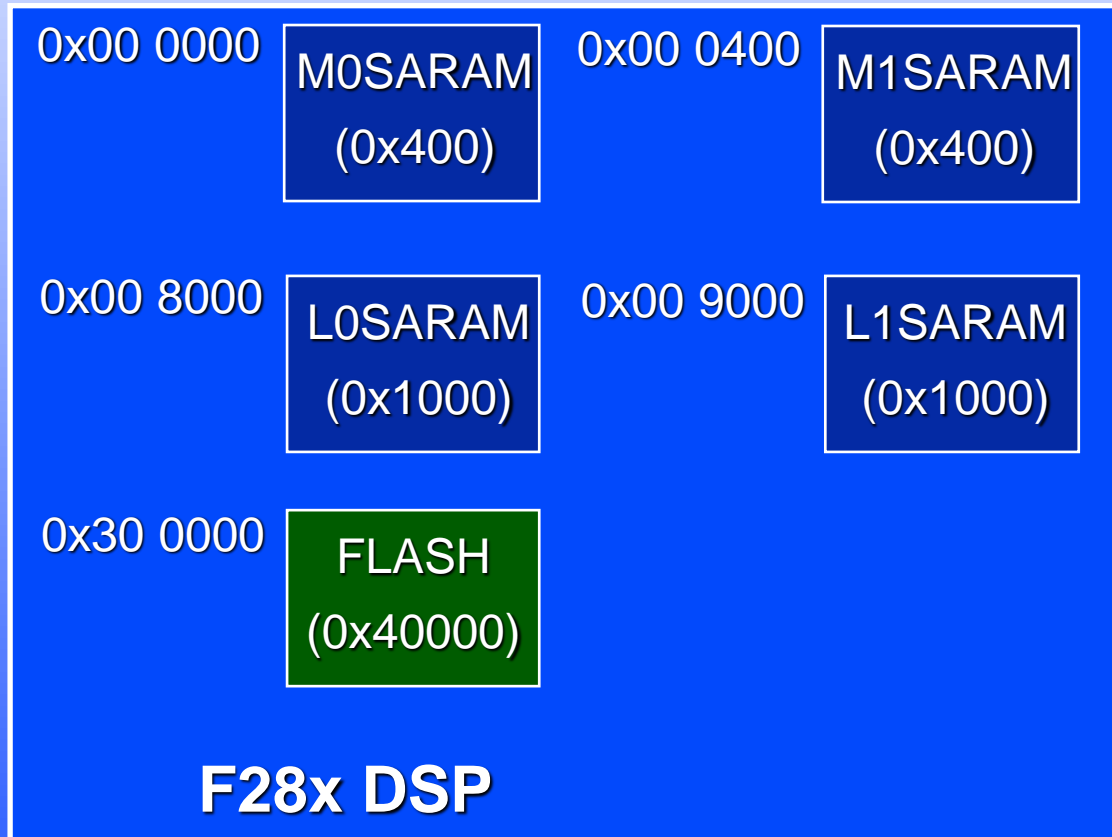 0x00 0000
M0SARAM
(0x400)
0x00 0400
M1SARAM
(0x400)
0x00 8000
L0SARAM
(0x1000)
0x00 9000
L1SARAM
(0x1000)
0x30 0000
FLASH
(0x40000)
F28x DSP